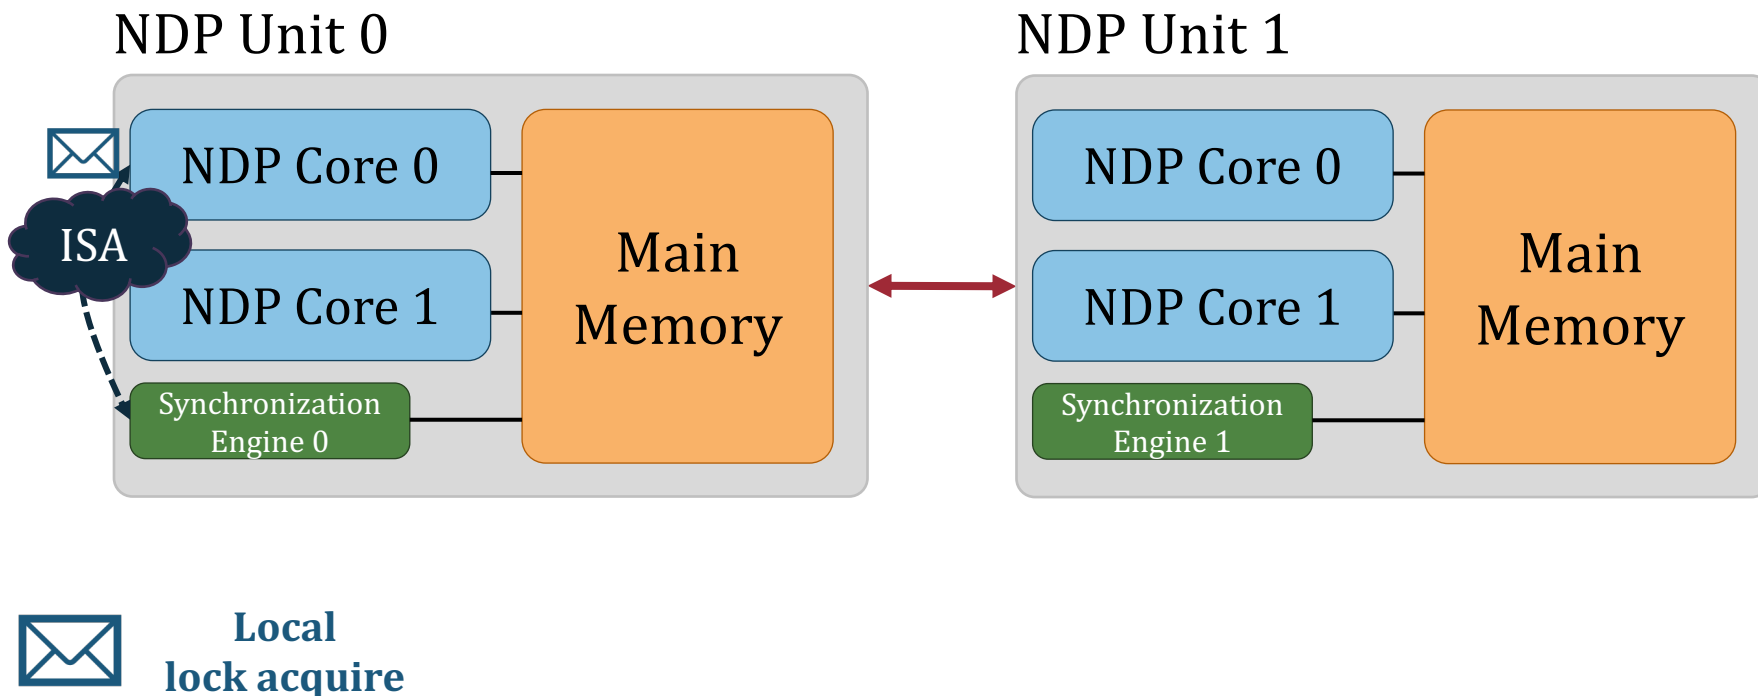 NDP Unit 0
NDP Core 0
ISA
NDP Core 1
Synchronization
Engine 0
Main
Memory
NDP Unit 1
NDP Core 0
NDP Core 1
Synchronization
Engine 1
Main
Memory
Local
lock acquire